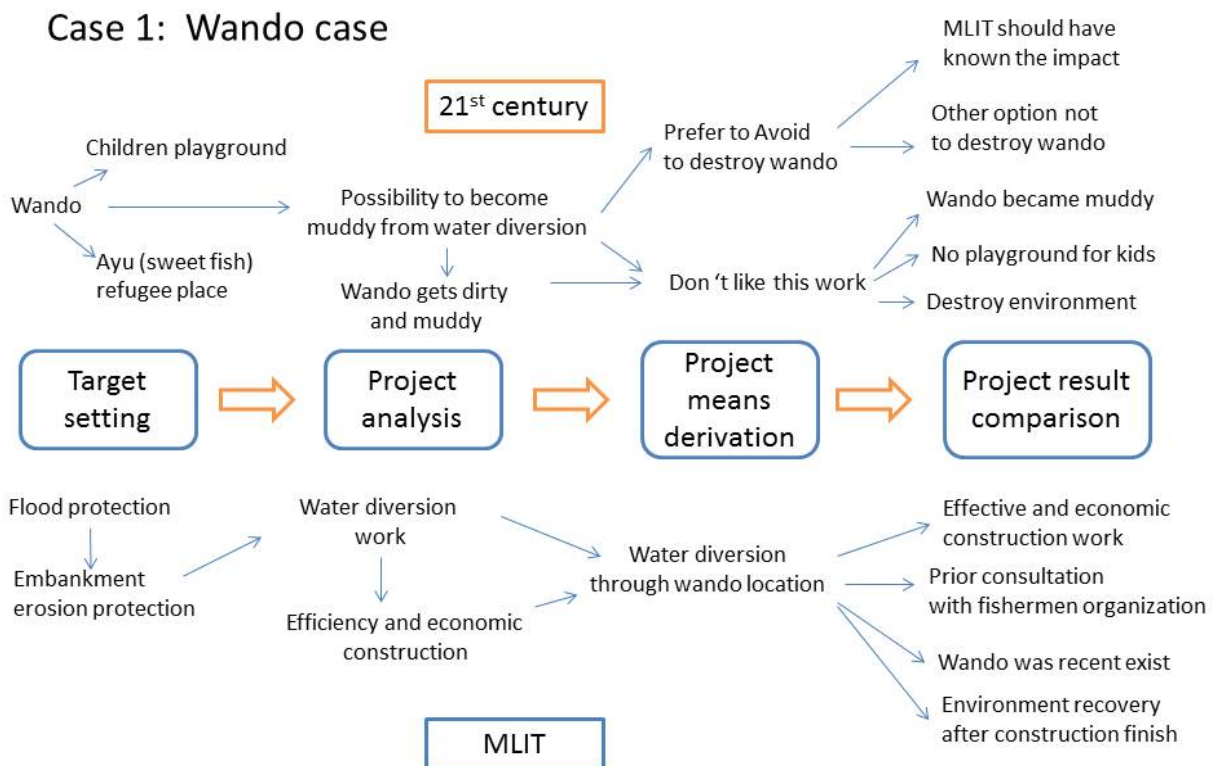 Case 1: Wando case
21st century
Children playground
Wando
Ayu (sweet fish)
refugee place
Possibility to become
muddy from water diversion
Wando gets dirty
and muddy
Prefer to Avoid
to destroy wando
Don 't like this work
MLIT should have
known the impact
Other option not
to destroy wando
Wando became muddy
No playground for kids
Destroy environment
Target
setting
Project
analysis
Project
means
derivation
Project result
comparison
Flood protection
Embankment
erosion protection
Water diversion
work
Efficiency and economic
construction
Water diversion
through wando location
Effective and economic
construction work
Prior consultation
with fishermen organization
Wando was recent exist
Environment recovery
after construction finish
MLIT